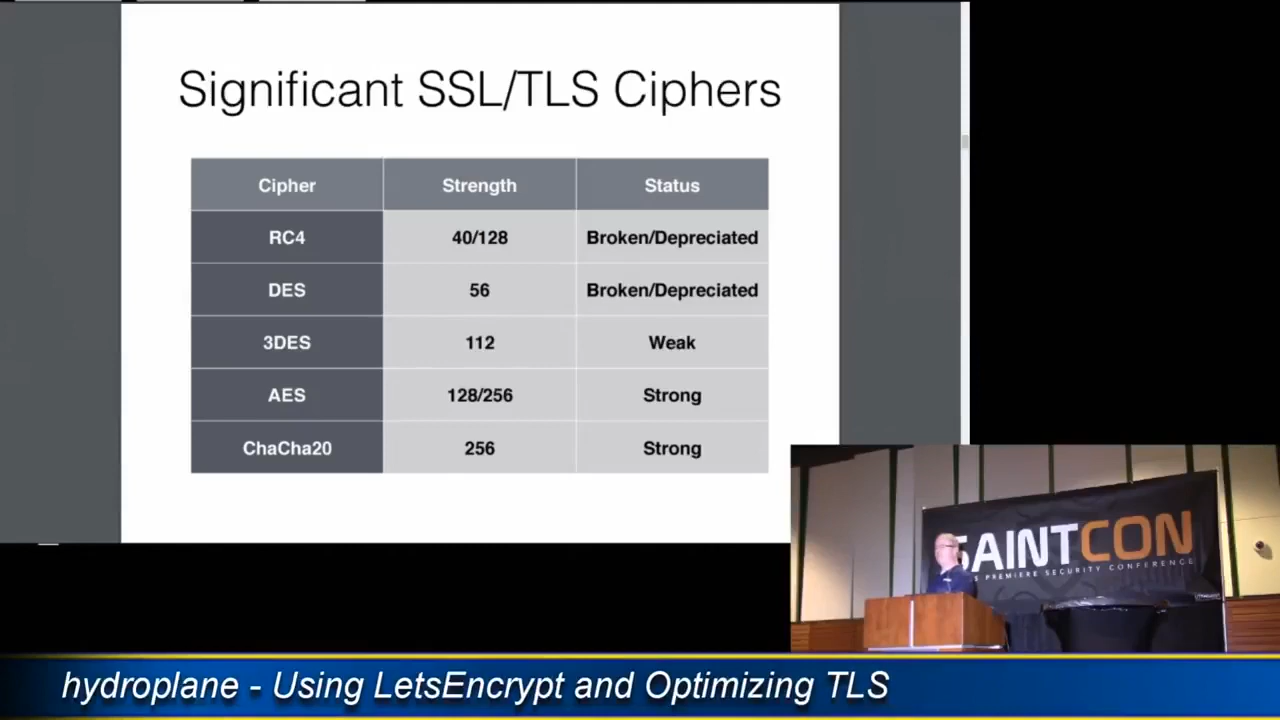 Significant SSL/TLS Ciphers
Cipher Strength Status
RC4 40/128 Broken/Depreciated
DES 56 Broken/Depreciated
3DES 112 Weak
AES 128/256 Strong
ChaCha20 256 Strong
SAINTCON
PREMIERE SECURITY CONFERENCE
hydroplane - Using LetsEncrypt and Optimizing TLS